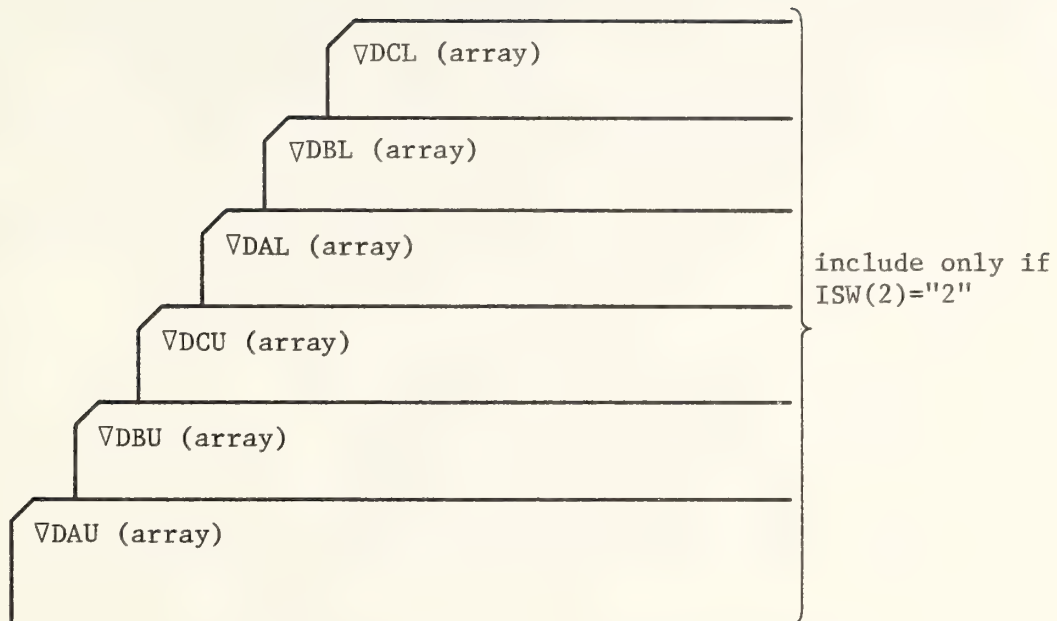 ∇DCL (array)
∇DBL (array)
∇DAL (array)
include only if
ISW(2)="2"
∇DCU (array)
∇DBU (array)
∇DAU (array)